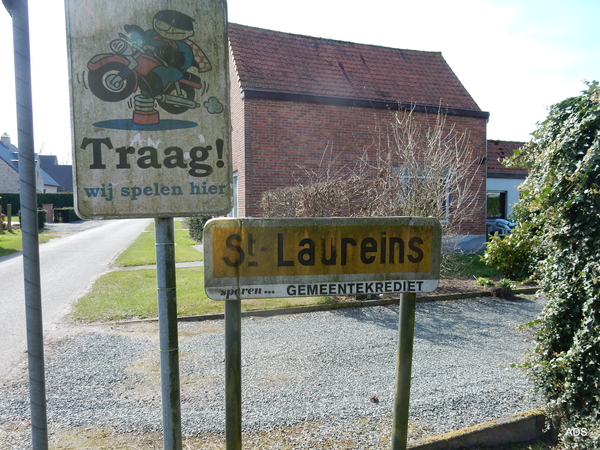 Traag!
wij spelen hier
St-Laureins
sparen... GEMEENTEKREDIET
ADS